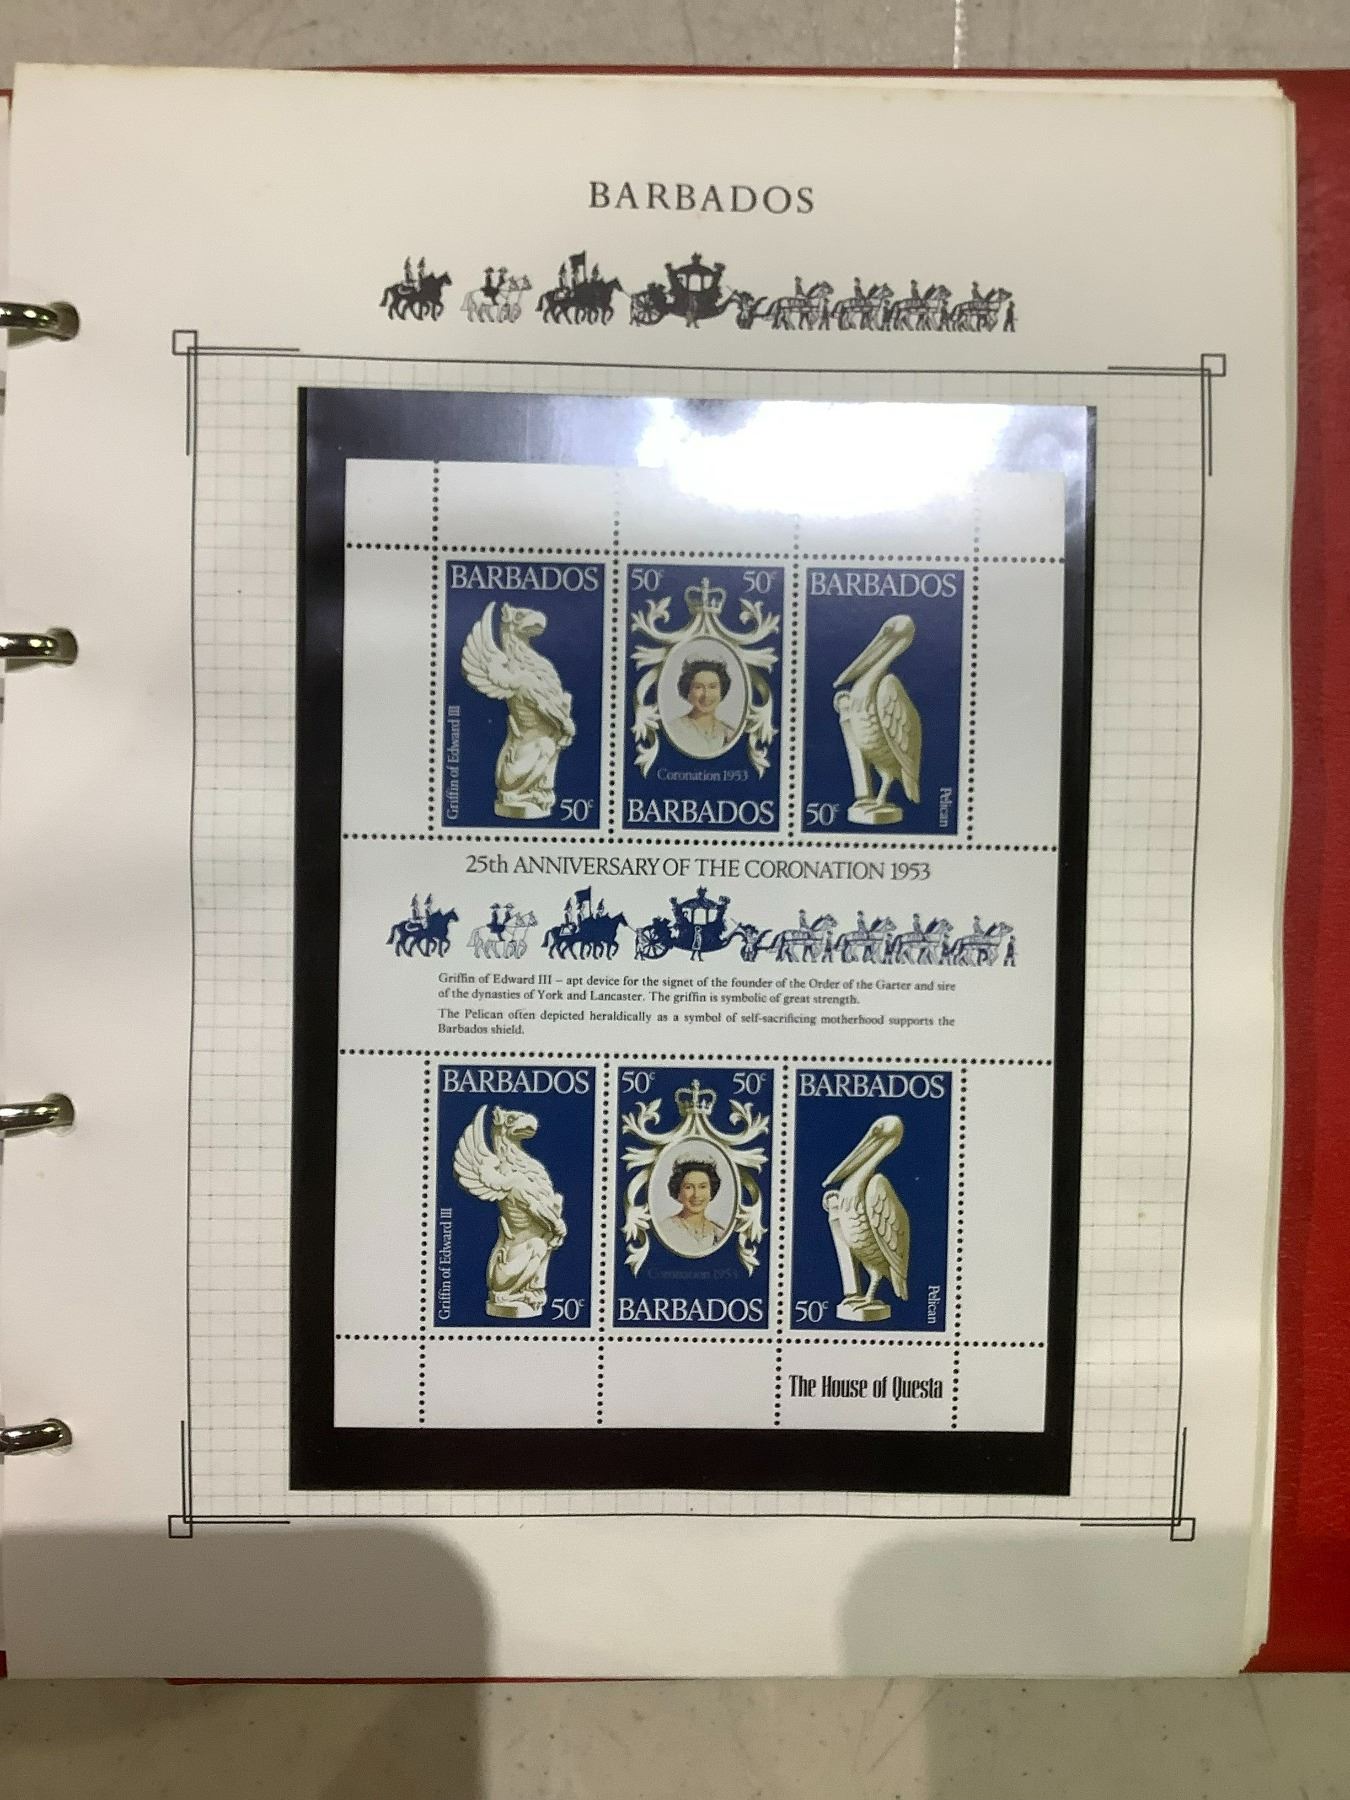 BARBADOS
BARBADOS
50c 50c
BARBADOS
Griffin of Edward III
50c
Coronation 1953
BARBADOS
50c
Pelican
25th ANNIVERSARY OF THE CORONATION 1953
Griffin of Edward III – apt device for the signet of the founder of the Order of the Garter and sire
of the dynasties of York and Lancaster. The griffin is symbolic of great strength.
The Pelican often depicted heraldically as a symbol of self-sacrificing motherhood supports the
Barbados shield.
BARBADOS
50c 50c
BARBADOS
Griffin of Edward III
50c
Coronation 1953
BARBADOS
50c
Pelican
The House of Questa